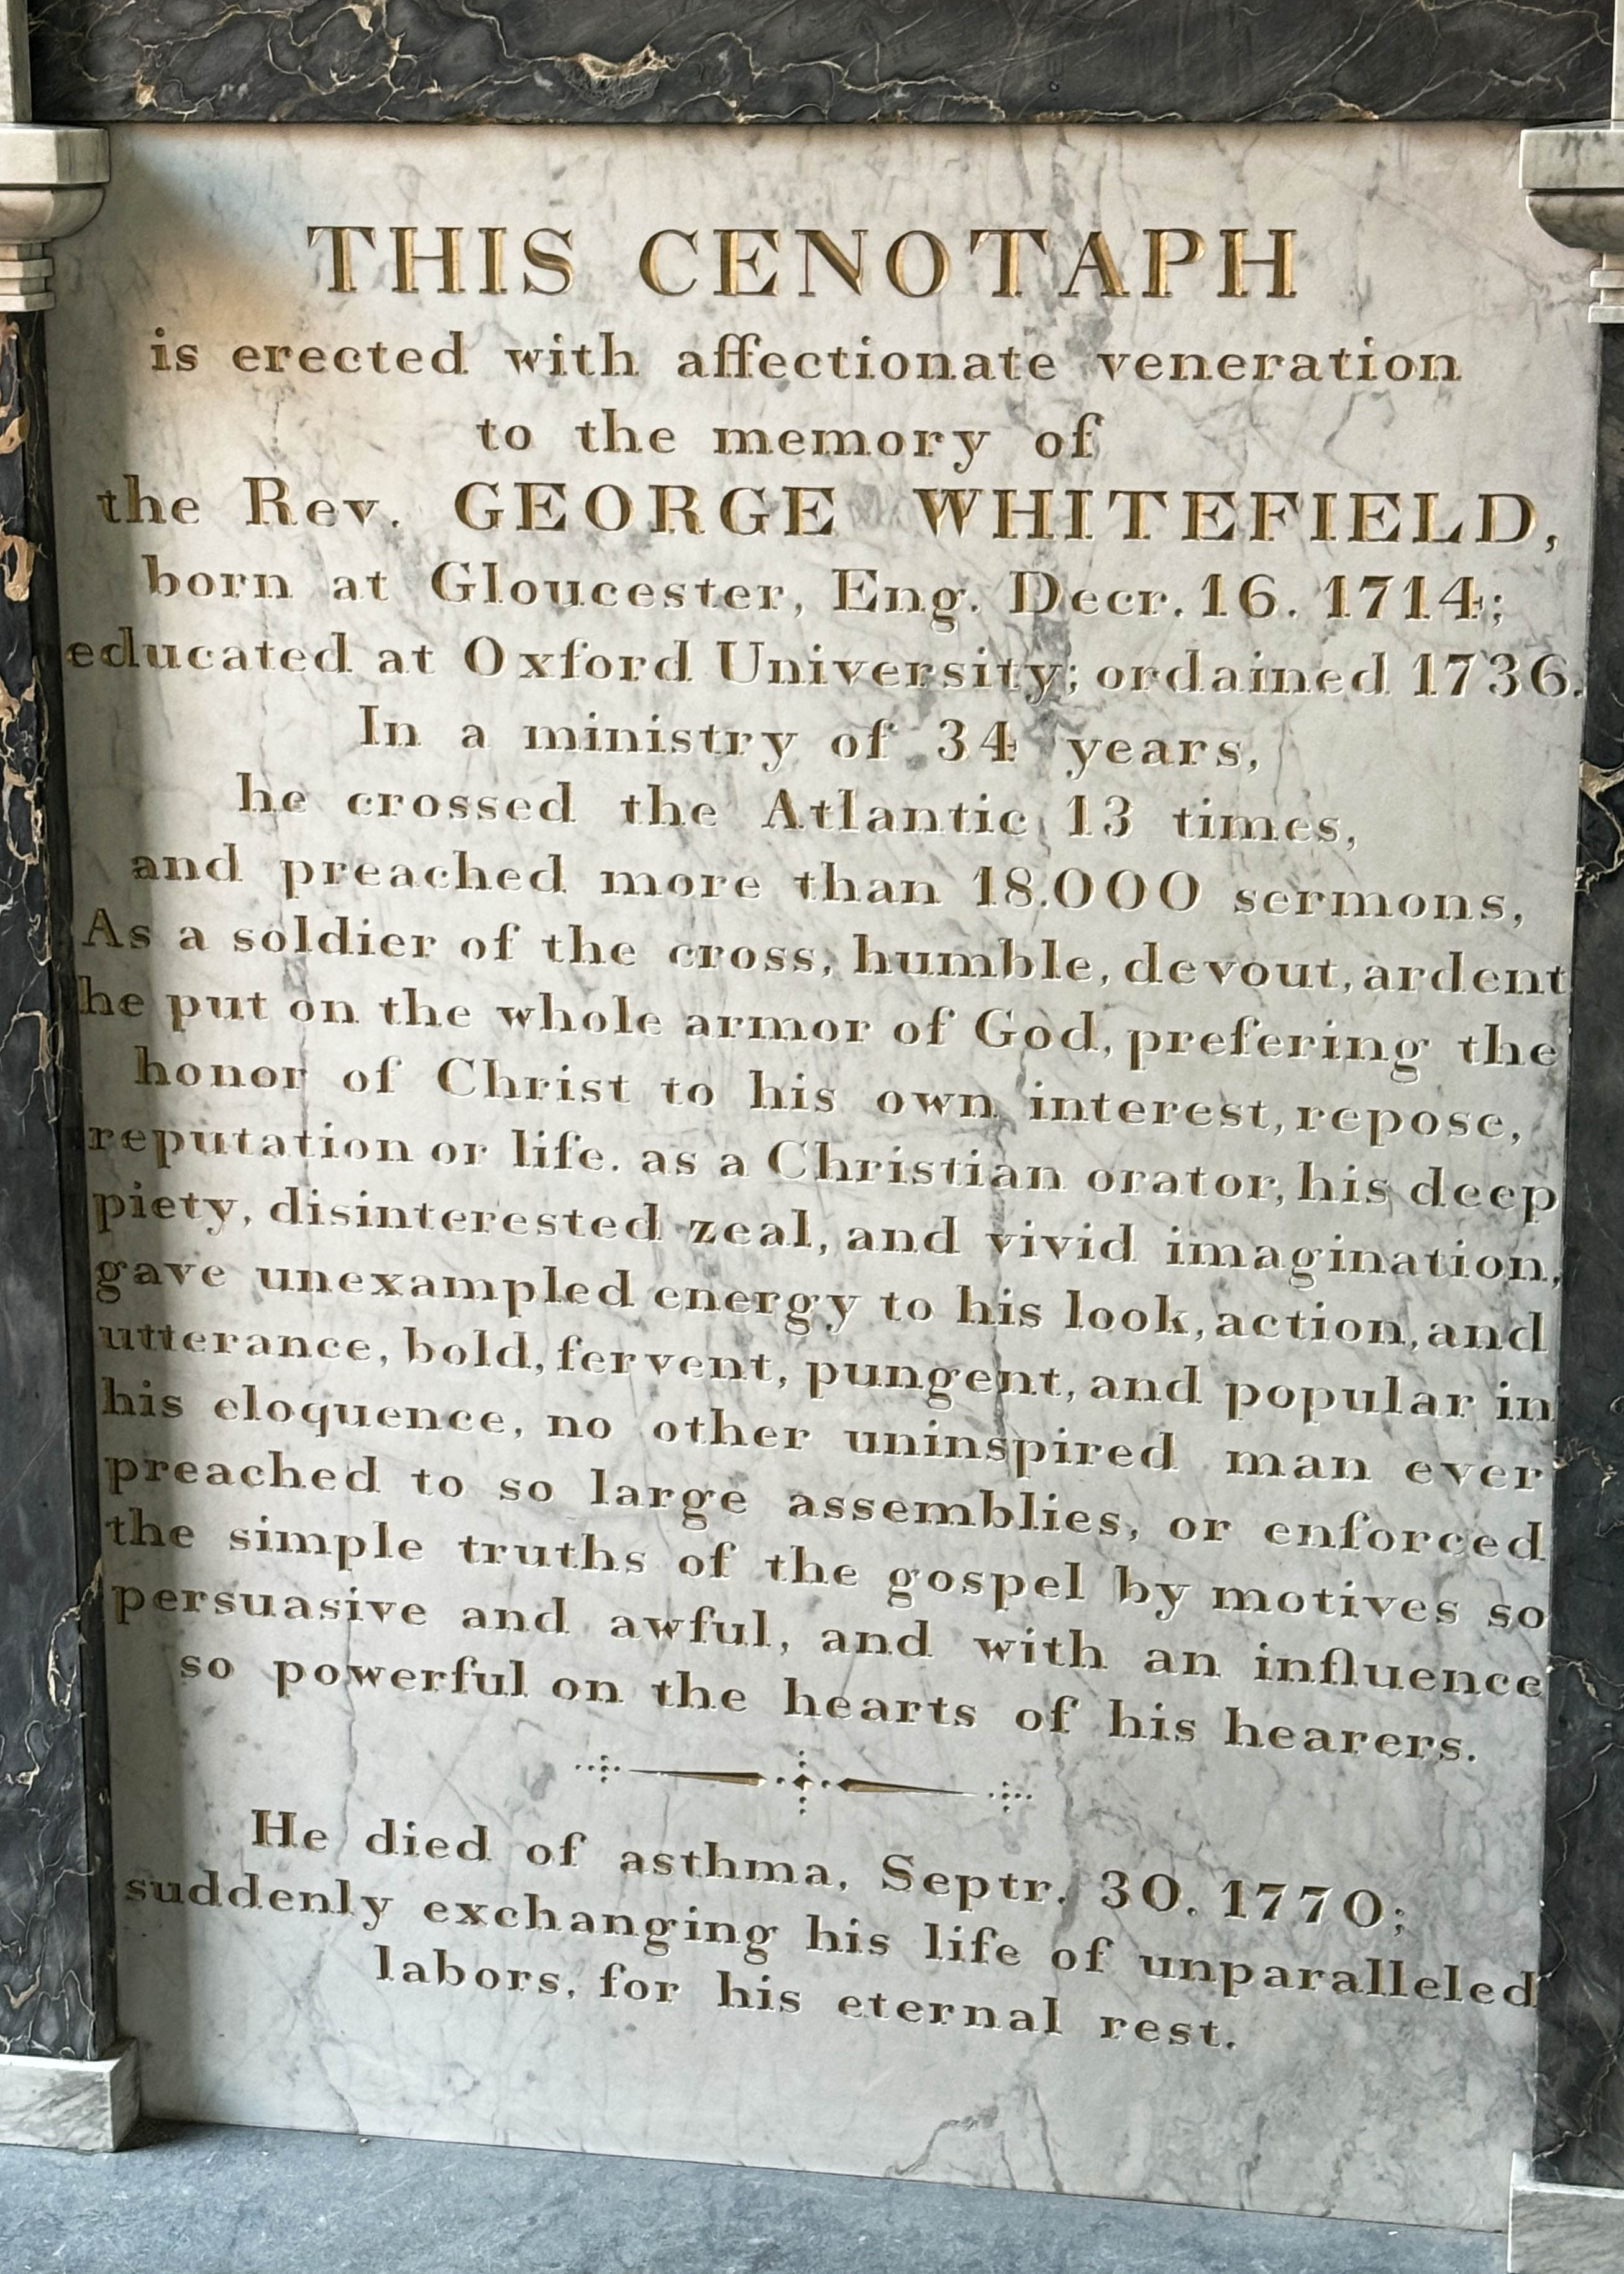 THIS CENOTAPH
is erected with affectionate veneration
to the memory of
the Rev. GEORGE WHITEFIELD,
born at Gloucester, Eng. Decr. 16. 1714;
educated at Oxford University; ordained 1736.
In a ministry of 34 years,
he crossed the Atlantic 13 times,
and preached more than 18.000 sermons,
As a soldier of the cross, humble, devout, ardent
he put on the whole armor of God, prefering the
honor of Christ to his own interest, repose,
reputation or life. as a Christian orator, his deep
piety, disinterested zeal, and vivid imagination,
gave unexampled energy to his look, action, and
utterance, bold, fervent, pungent, and popular in
his eloquence, no other uninspired man ever
preached to so large assemblies, or enforced
the simple truths of the gospel by motives so
persuasive and awful, and with an influence
so powerful on the hearts of his hearers.
He died of asthma, Septr. 30. 1770;
suddenly exchanging his life of unparalleled
labors, for his eternal rest.